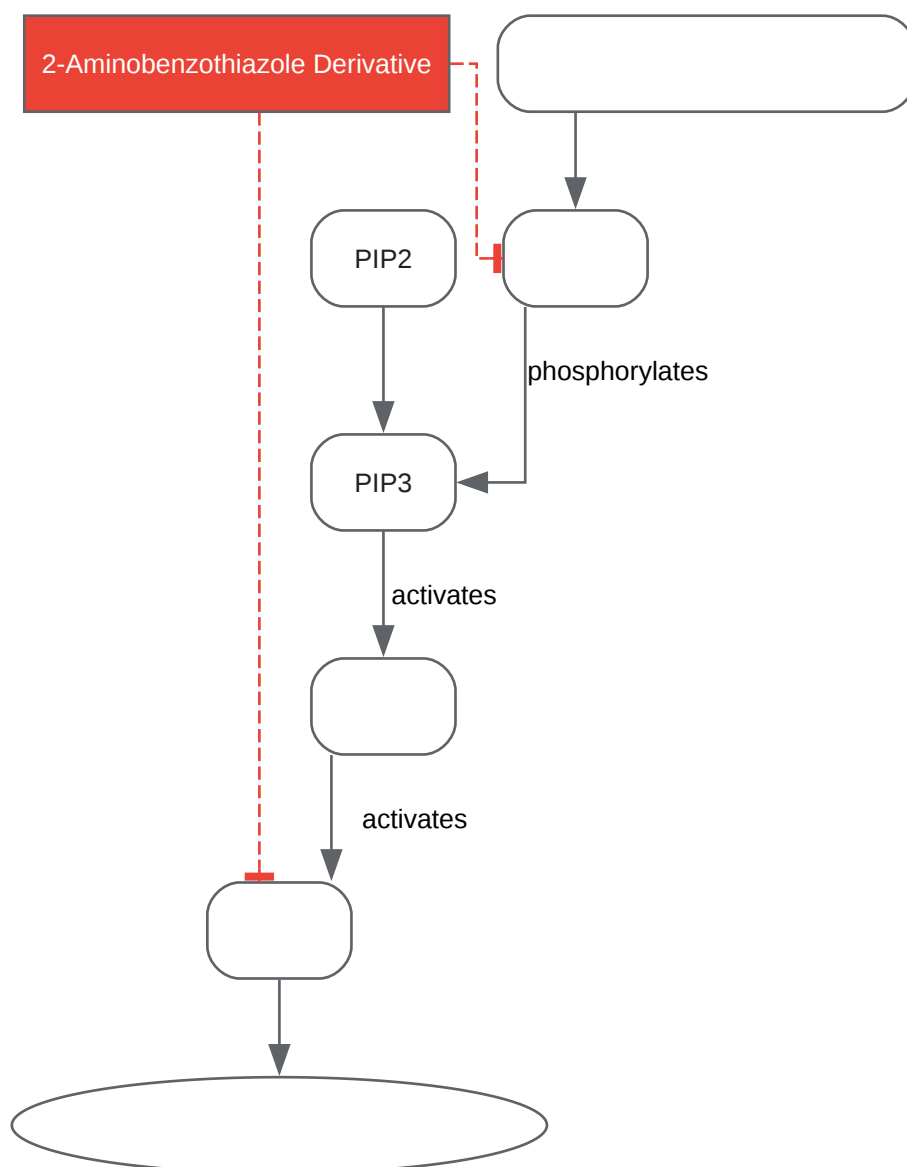 2-Aminobenzothiazole Derivative
PIP2
phosphorylates
PIP3
activates
activates